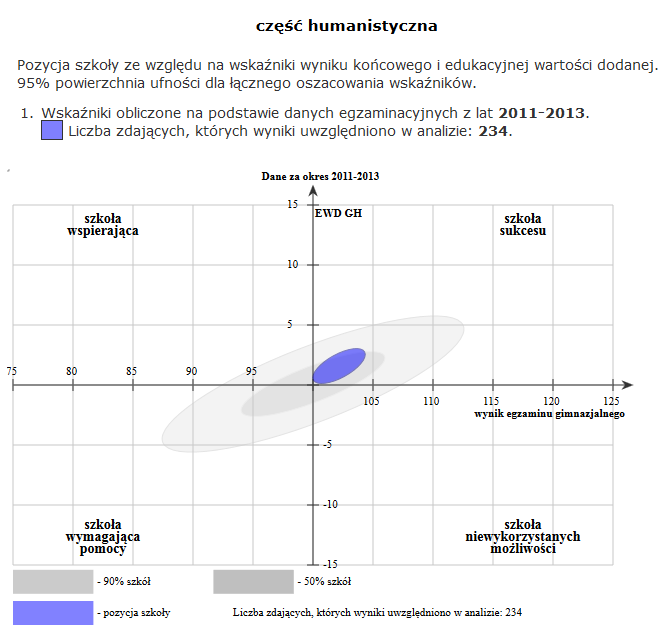 część humanistyczna
Pozycja szkoły ze względu na wskaźniki wyniku końcowego i edukacyjnej wartości dodanej.
95% powierzchnia ufności dla łącznego oszacowania wskaźników.
1. Wskaźniki obliczone na podstawie danych egzaminacyjnych z lat 2011-2013.
Liczba zdających, których wyniki uwzględniono w analizie: 234.
Dane za okres 2011-2013
15
EWD GH
szkoła
wspierająca
szkoła
sukcesu
10
5
75
80
85
90
95
105
110
115
120
125
wynik egzaminu gimnazjalnego
-5
-10
szkoła
wymagająca
pomocy
szkoła
niewykorzystanych
możliwości
-15
- 90% szkół
- 50% szkół
- pozycja szkoły
Liczba zdających, których wyniki uwzględniono w analizie: 234